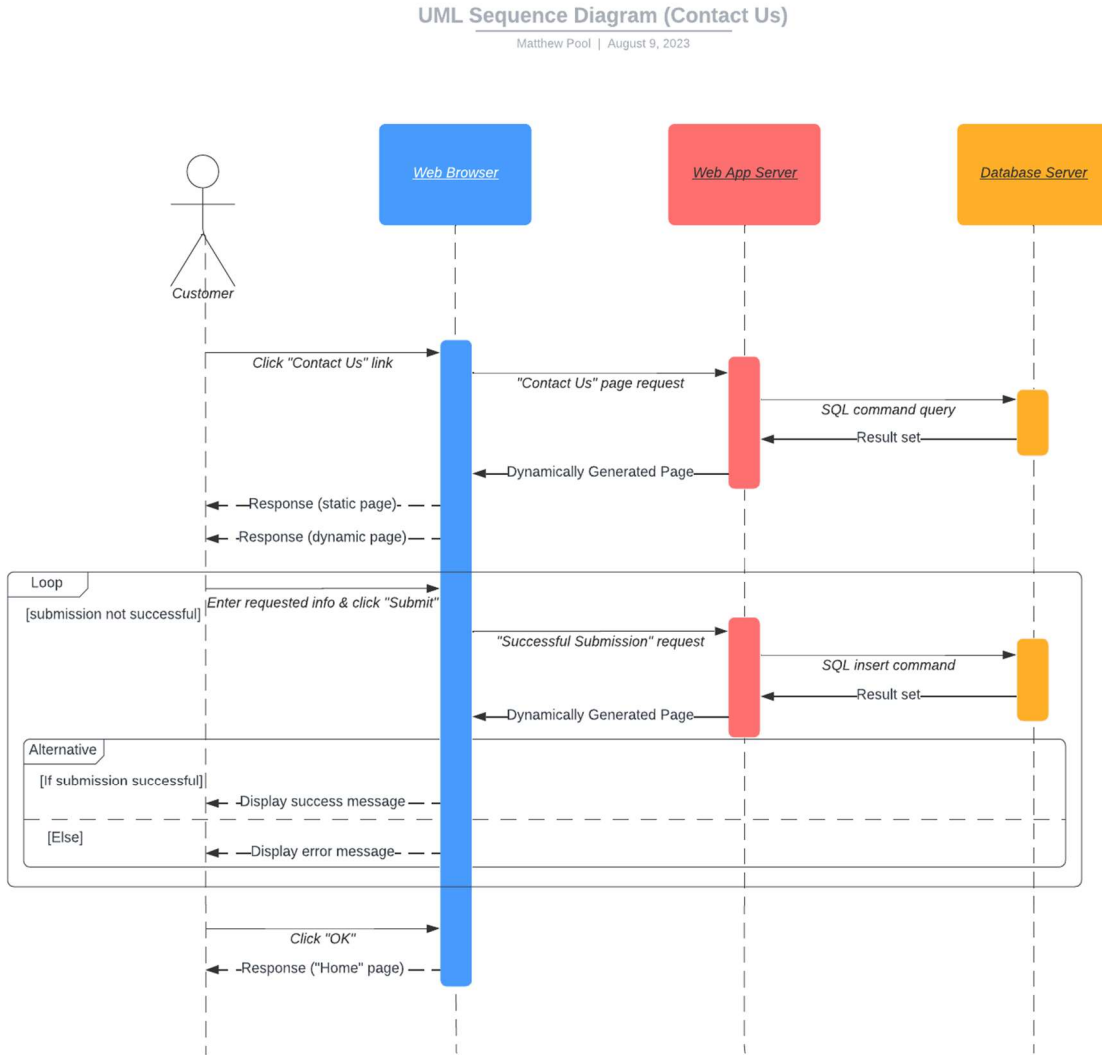 UML Sequence Diagram (Contact Us)
Matthew Pool | August 9, 2023
Web Browser
Web App Server
Database Server
Customer
Click "Contact Us" link
"Contact Us" page request
SQL command query
Result set
Dynamically Generated Page
Response (static page)
Response (dynamic page)
Loop
[submission not successful]
Enter requested info & click "Submit"
"Successful Submission" request
SQL insert command
Result set
Dynamically Generated Page
Alternative
[If submission successful]
Display success message
[Else]
Display error message
Click "OK"
Response ("Home" page)